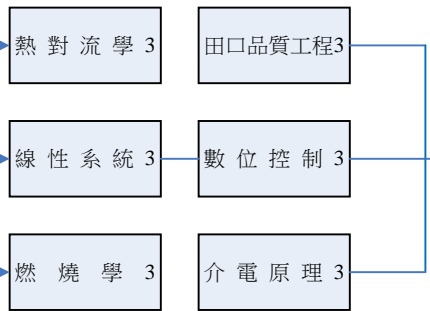 熱對流學 3
田口品質工程3
線性系統 3
數位控制 3
燃燒學 3
介電原理 3